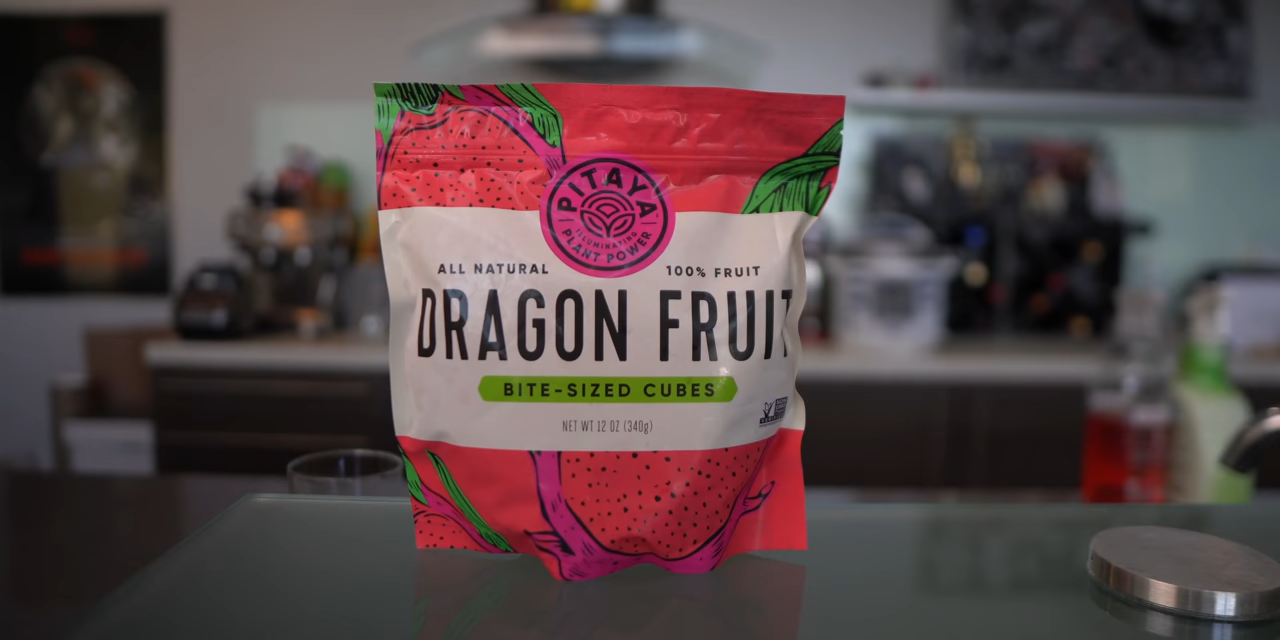 PITAYA
ILLUMINATING
PLANT POWER
ALL NATURAL
100% FRUIT
DRAGON FRUIT
BITE-SIZED CUBES
NET WT 12 OZ (340g)